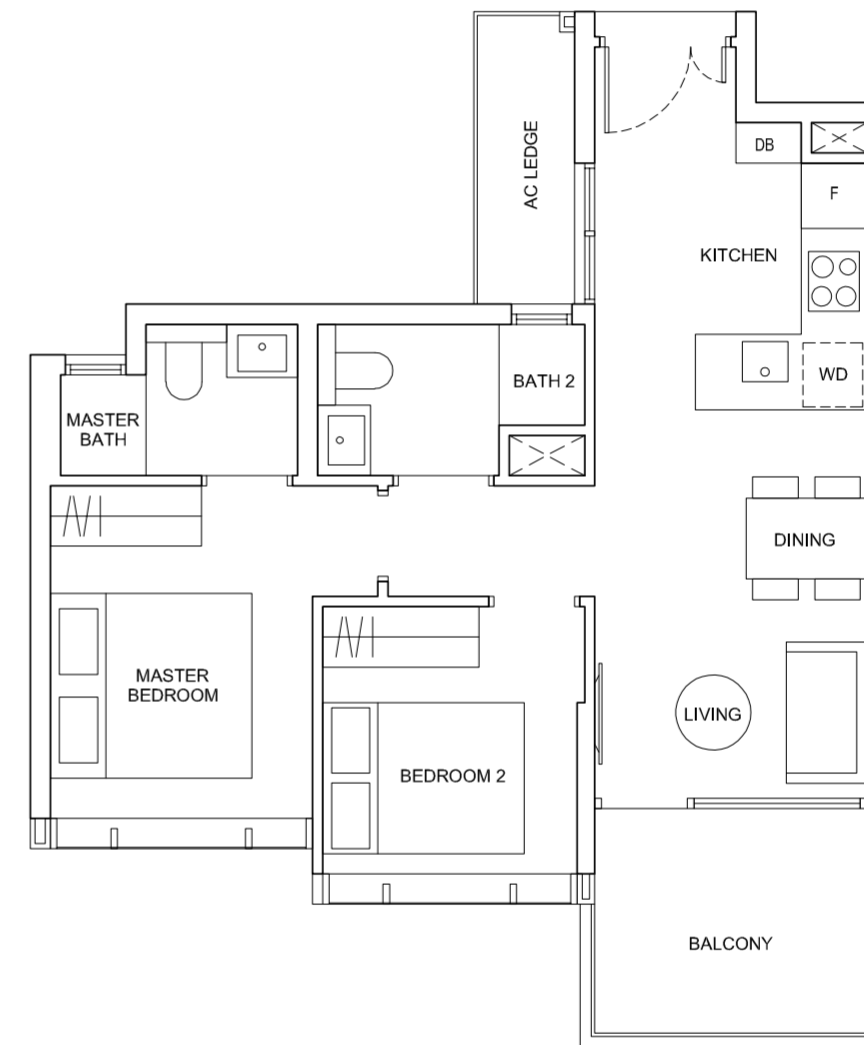 AC LEDGE
DB
F
KITCHEN
WD
BATH 2
MASTER
BATH
DINING
MASTER
BEDROOM
LIVING
BEDROOM 2
BALCONY